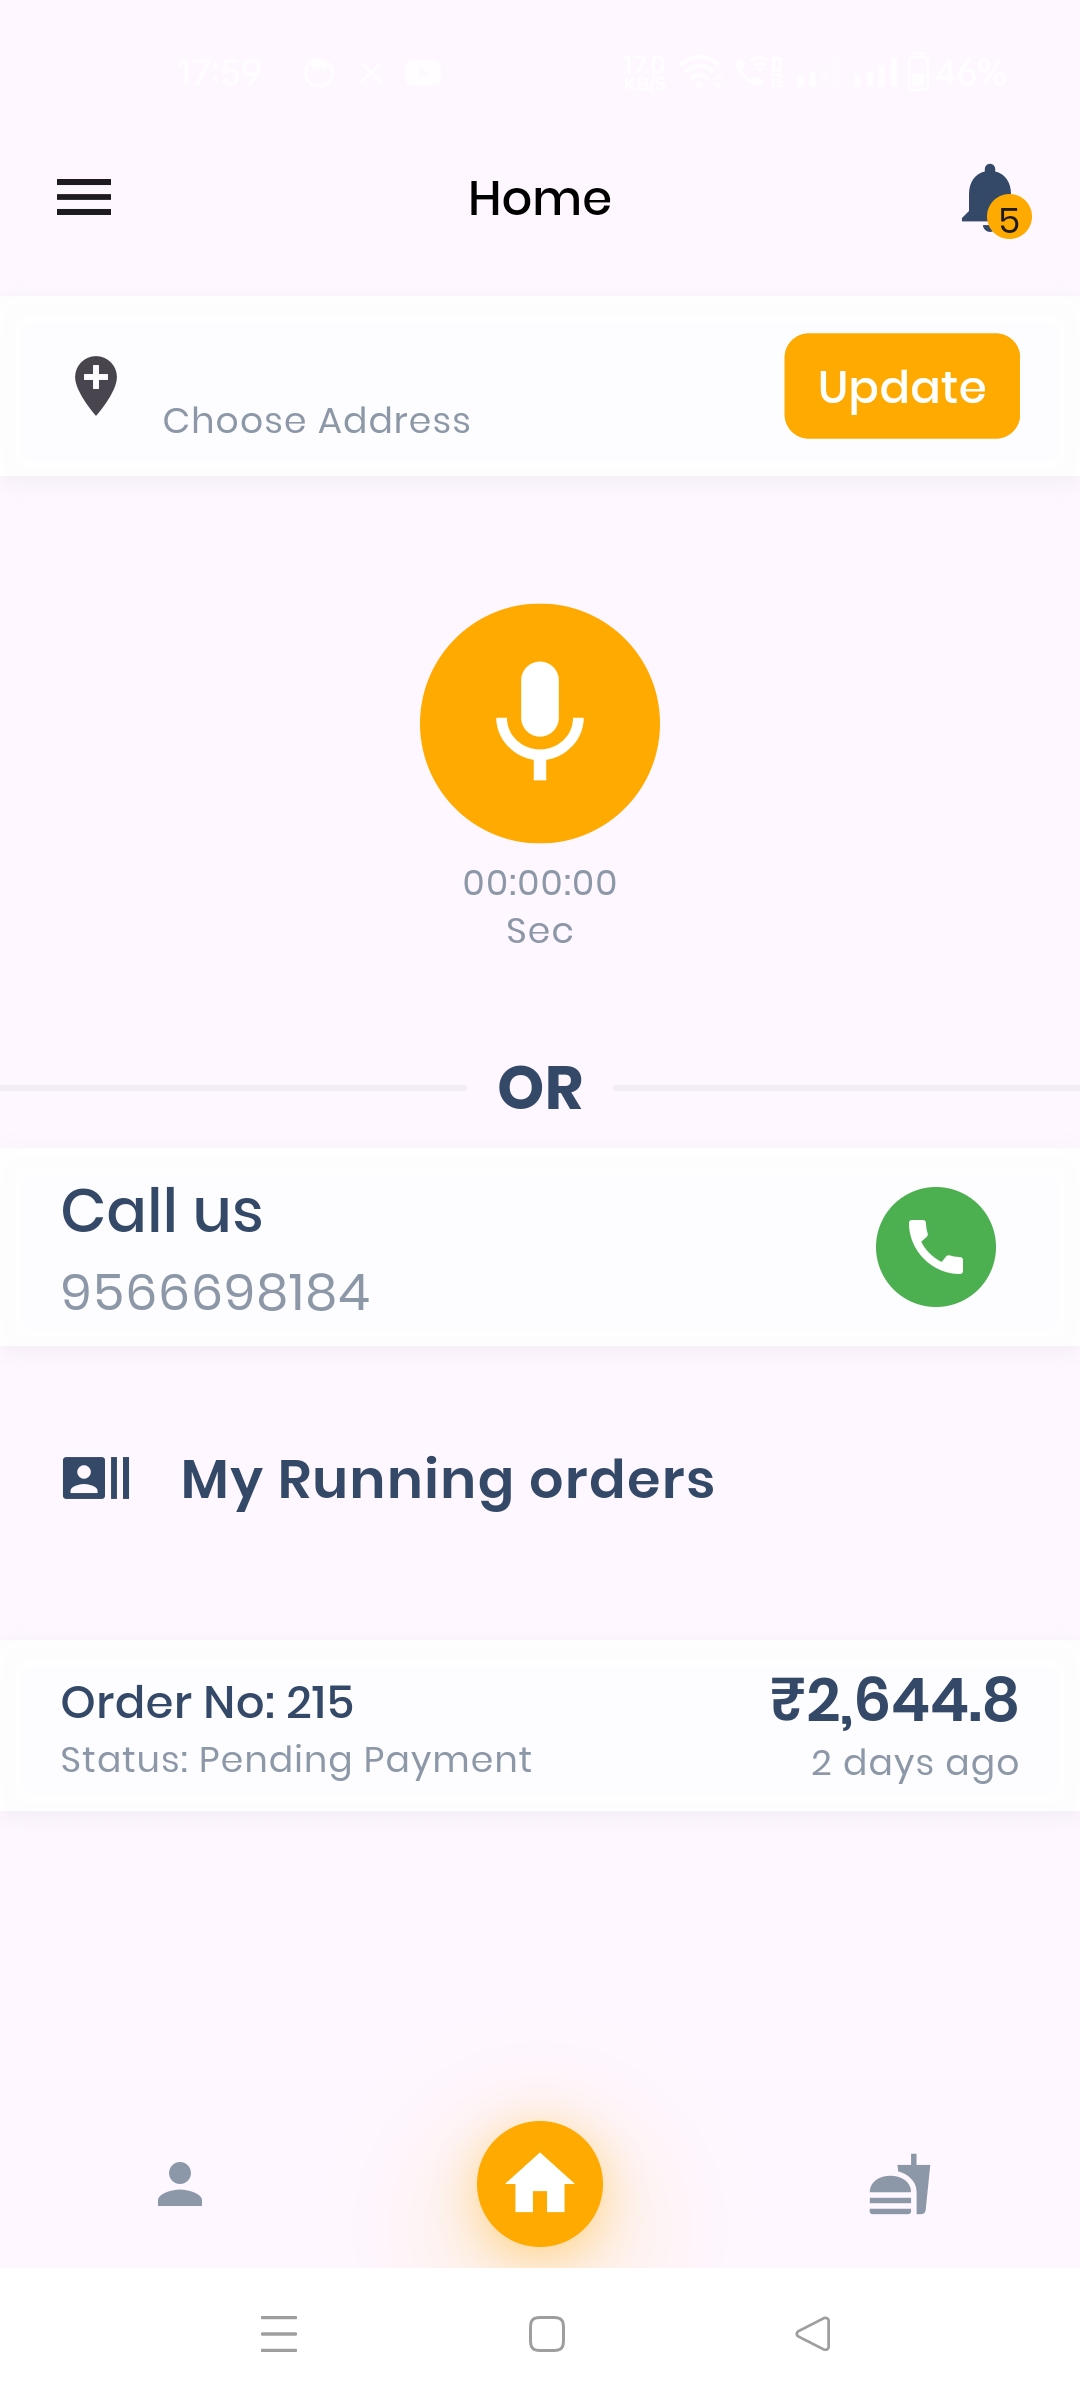 17:59
46%
Home
5
Choose Address
Update
00:00:00
Sec
OR
Call us
9566698184
My Running orders
Order No: 215
₹2,644.8
Status: Pending Payment
2 days ago